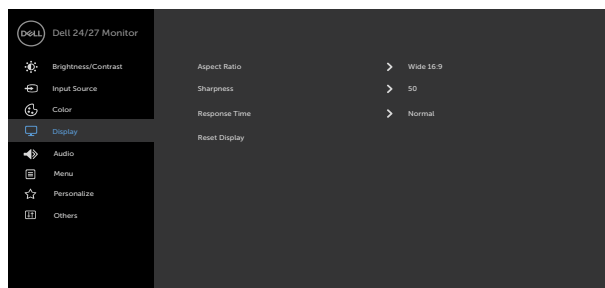 DELL Dell 24/27 Monitor
Brightness/Contrast
Input Source
Color
Display
Audio
Menu
Personalize
Others
Aspect Ratio Wide 16:9
Sharpness 50
Response Time Normal
Reset Display